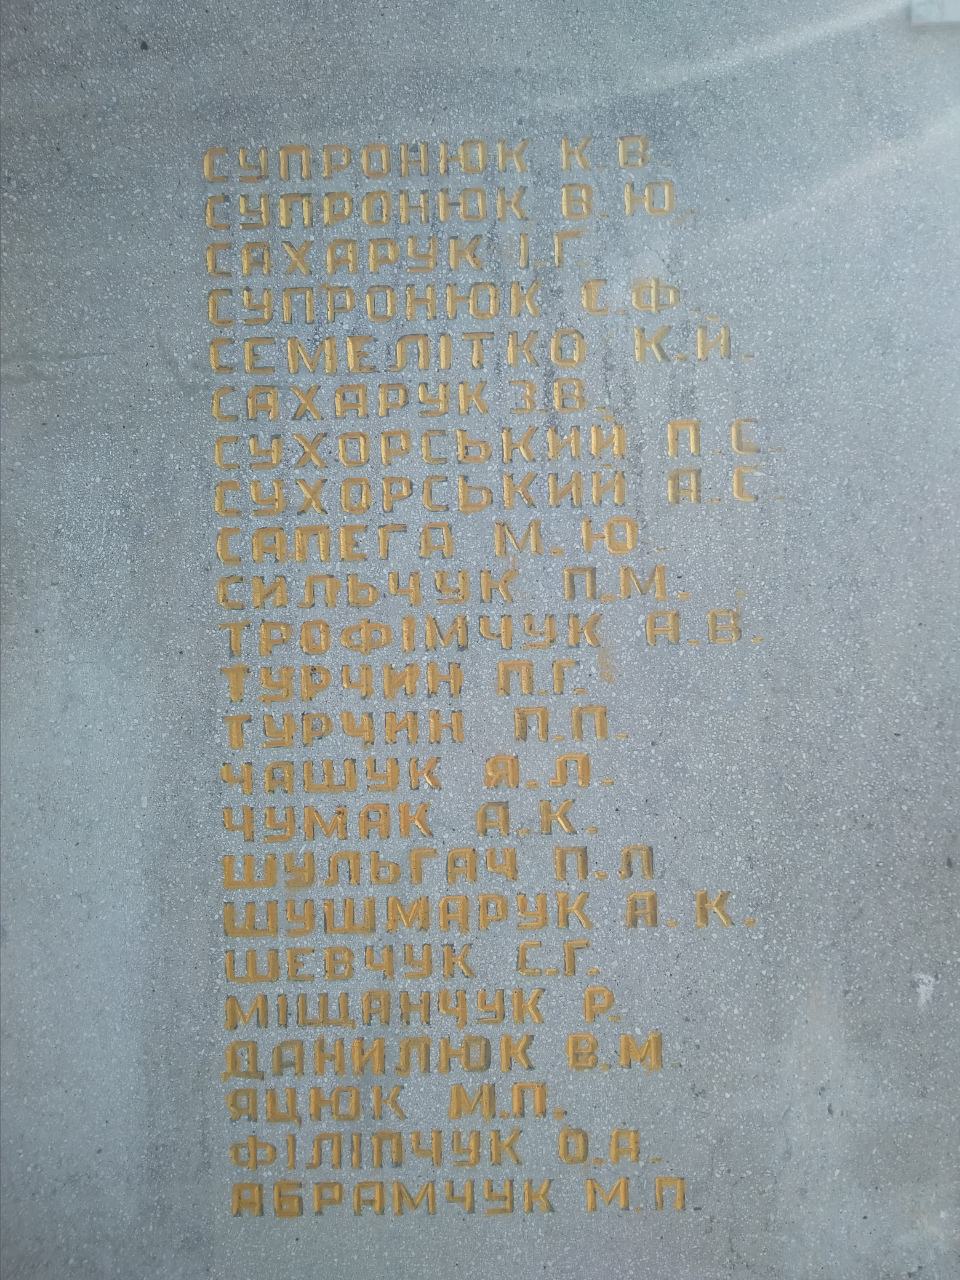 СУПРОНЮК К.В.
СУПРОНЮК В.Ю.
САХАРУК І.Г.
СУПРОНЮК С.Ф.
СЕМЕЛІТКО К.Й.
САХАРУК З.В.
СУХОРСЬКИЙ П.С.
СУХОРСЬКИЙ А.С.
САПЕГА М.Ю.
СИЛЬЧУК П.М.
ТРОФІМЧУК А.В.
ТУРЧИН П.Г.
ТУРЧИН П.П.
ЧАШУК Я.Л.
ЧУМАК А.К.
ШУЛЬГАЧ П.Л
ШУШМАРУК А.К.
ШЕВЧУК С.Г.
МІЩАНЧУК Р.
ДАНИЛЮК В.М.
ЯЦЮК М.П.
ФІЛІПЧУК О.А.
АБРАМЧУК М.П